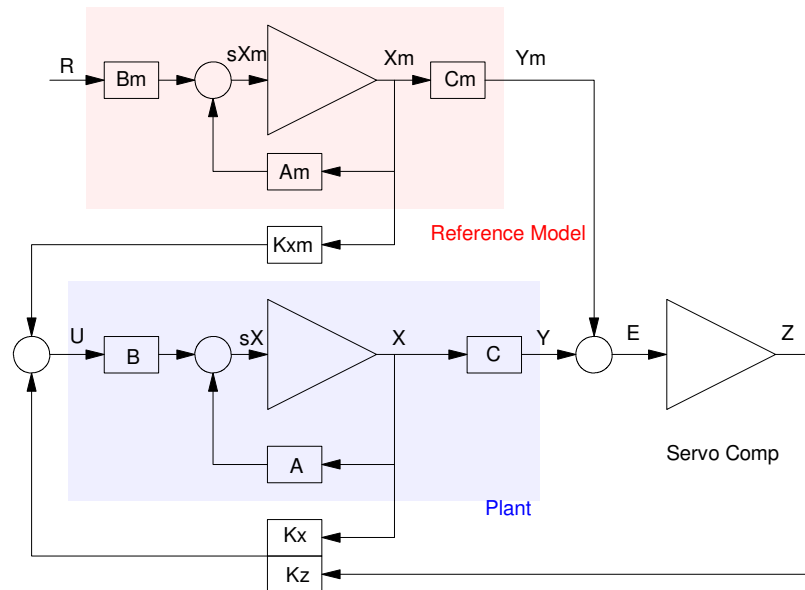 R
Bm
sXm
Xm
Cm
Ym
Am
Kxm
Reference Model
U
B
sX
X
C
Y
E
Z
A
Servo Comp
Plant
Kx
Kz